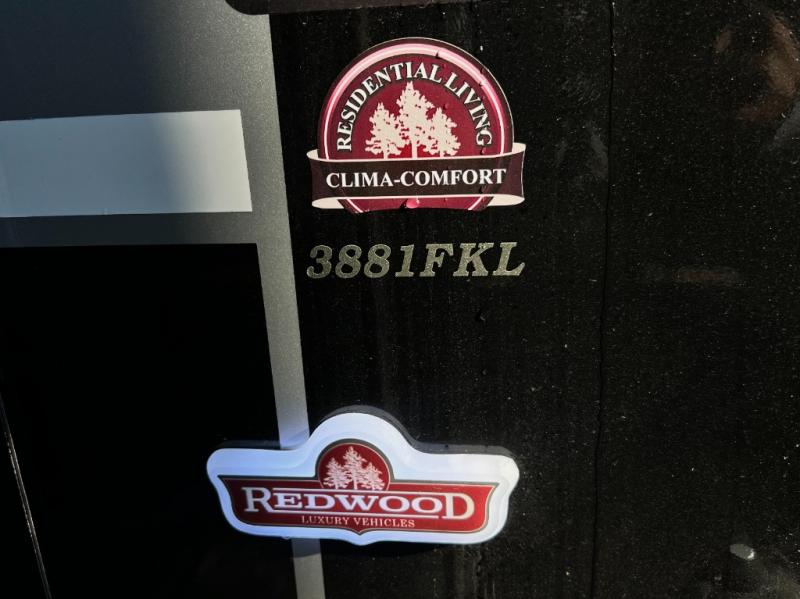 RESIDENTIAL LIVING
CLIMA-COMFORT
3881FKL
REDWOOD
LUXURY VEHICLES